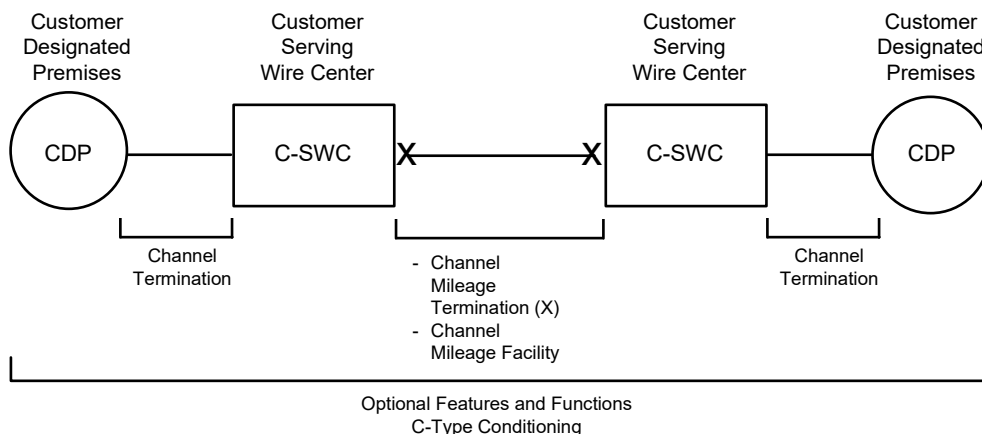 Customer
Designated
Premises
Customer
Serving
Wire Center
Customer
Serving
Wire Center
Customer
Designated
Premises
CDP
C-SWC
X
X
C-SWC
CDP
Channel
Termination
- Channel
Mileage
Termination (X)
- Channel
Mileage Facility
Channel
Termination
Optional Features and Functions
C-Type Conditioning